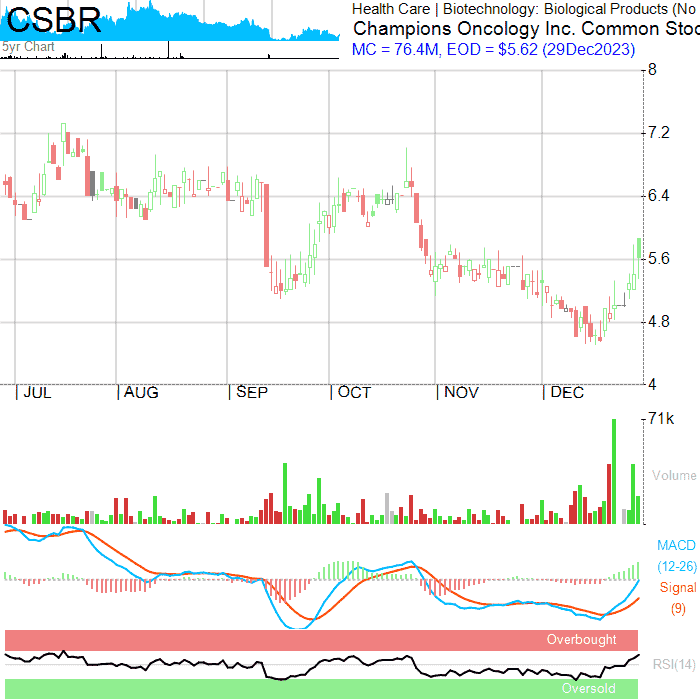 CSBR
5yr Chart
Health Care | Biotechnology: Biological Products (No
Champions Oncology Inc. Common Stoc
MC = 76.4M, EOD = $5.62 (29Dec2023)
8
7.2
6.4
5.6
4.8
4
JUL AUG SEP OCT NOV DEC
71k
Volume
MACD
(12-26)
Signal
(9)
Overbought
RSI(14)
Oversold